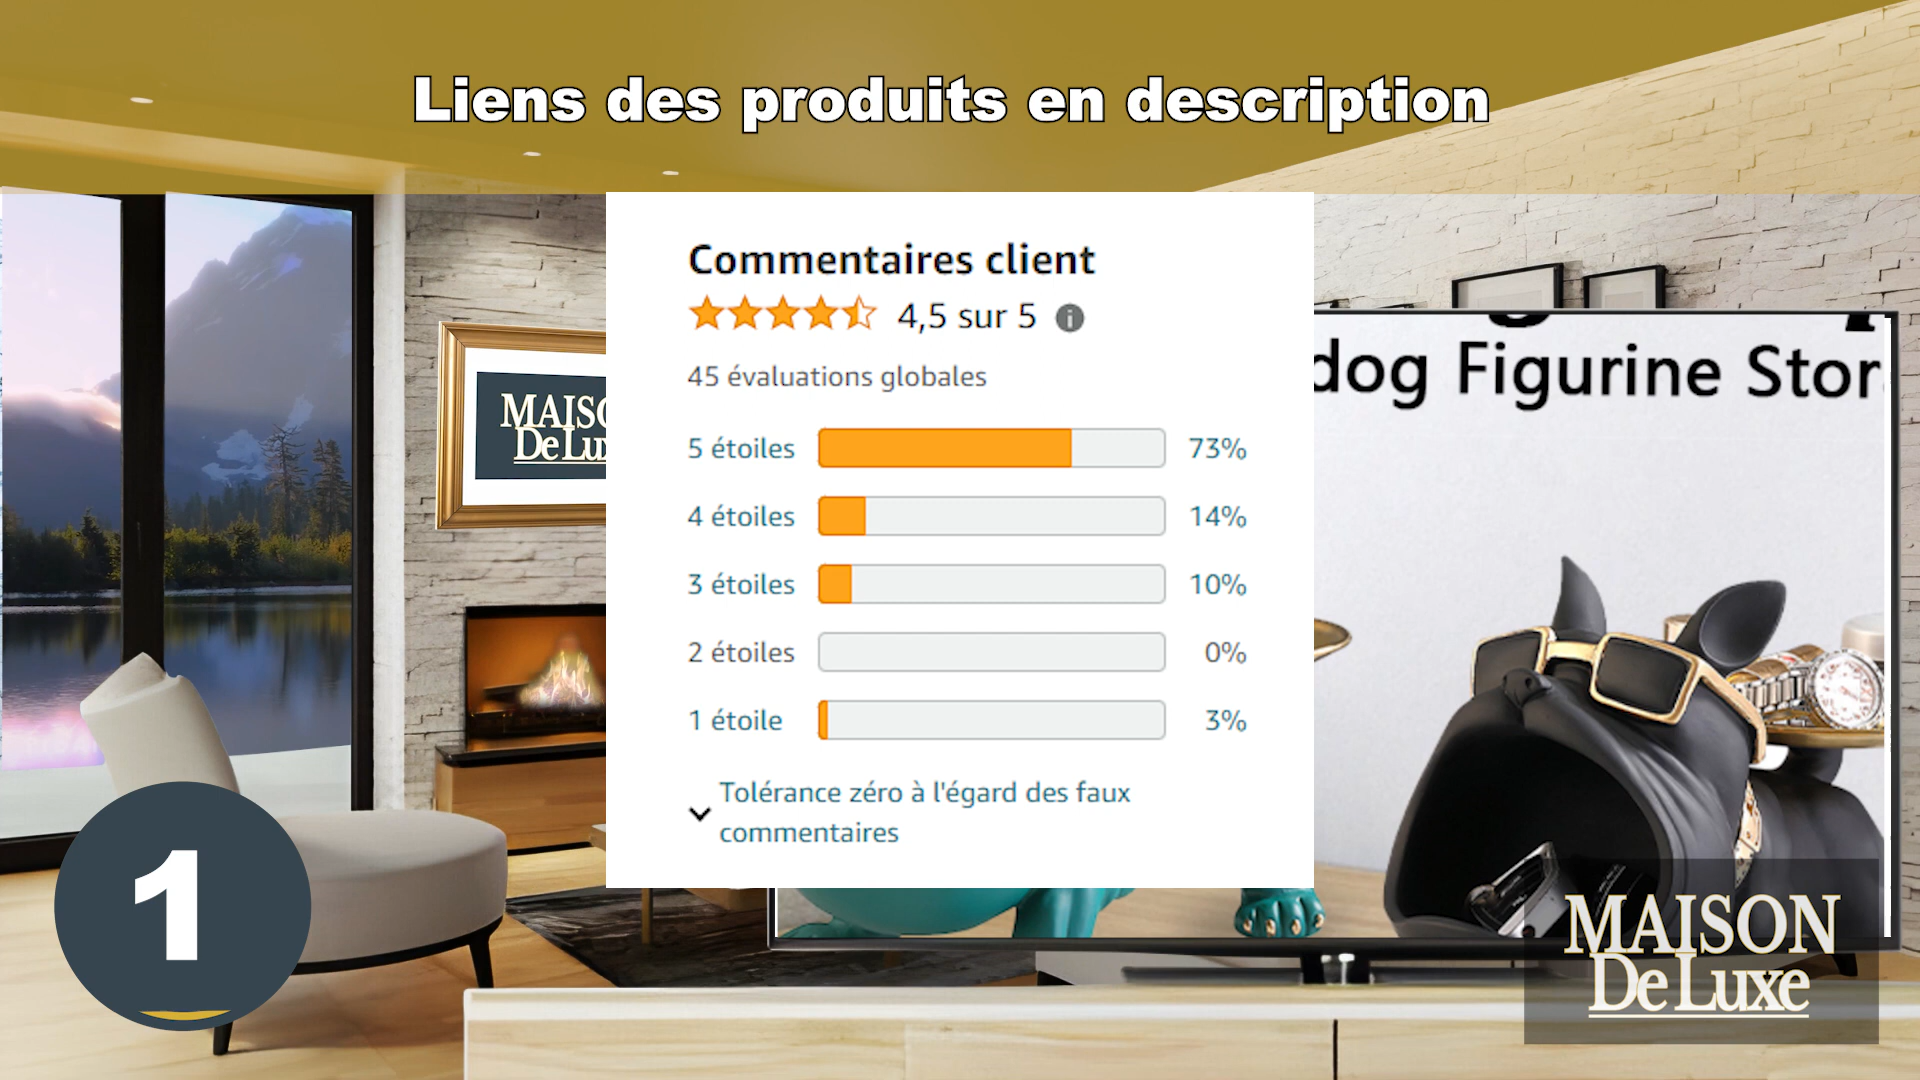 Liens des produits en description
Commentaires client
4,5 sur 5
45 évaluations globales
5 étoiles 73%
4 étoiles 14%
3 étoiles 10%
2 étoiles 0%
1 étoile 3%
Tolérance zéro à l'égard des faux
commentaires
De Lux
dog Figurine
1
MAISON
De Luxe